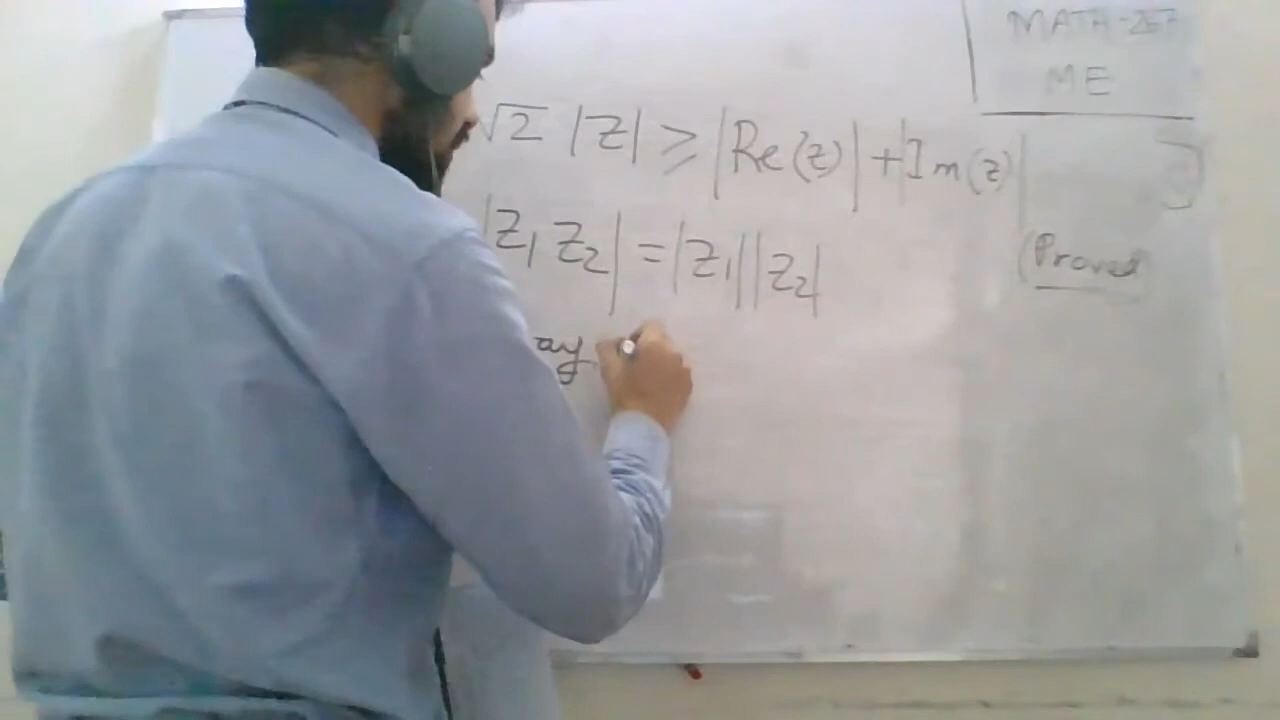 MATH-267
ME
√2 |Z| ≥ |Re(z)| + |Im(z)|
|Z₁ Z₂| = |Z₁||Z₂|
(Proved
ay